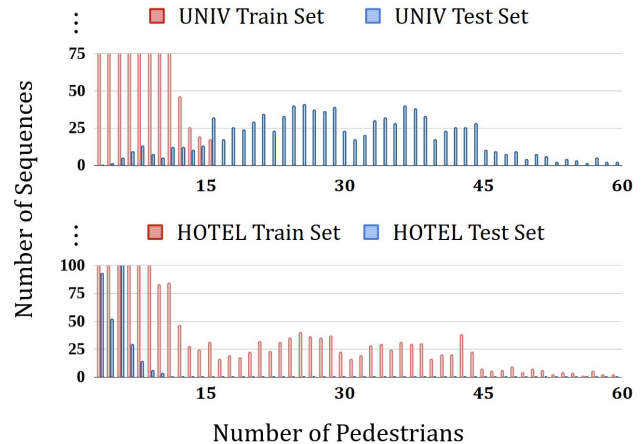 ⋮
UNIV Train Set UNIV Test Set
75
50
25
0
15 30 45 60
Number of Sequences
⋮
HOTEL Train Set HOTEL Test Set
100
75
50
25
0
15 30 45 60
Number of Pedestrians